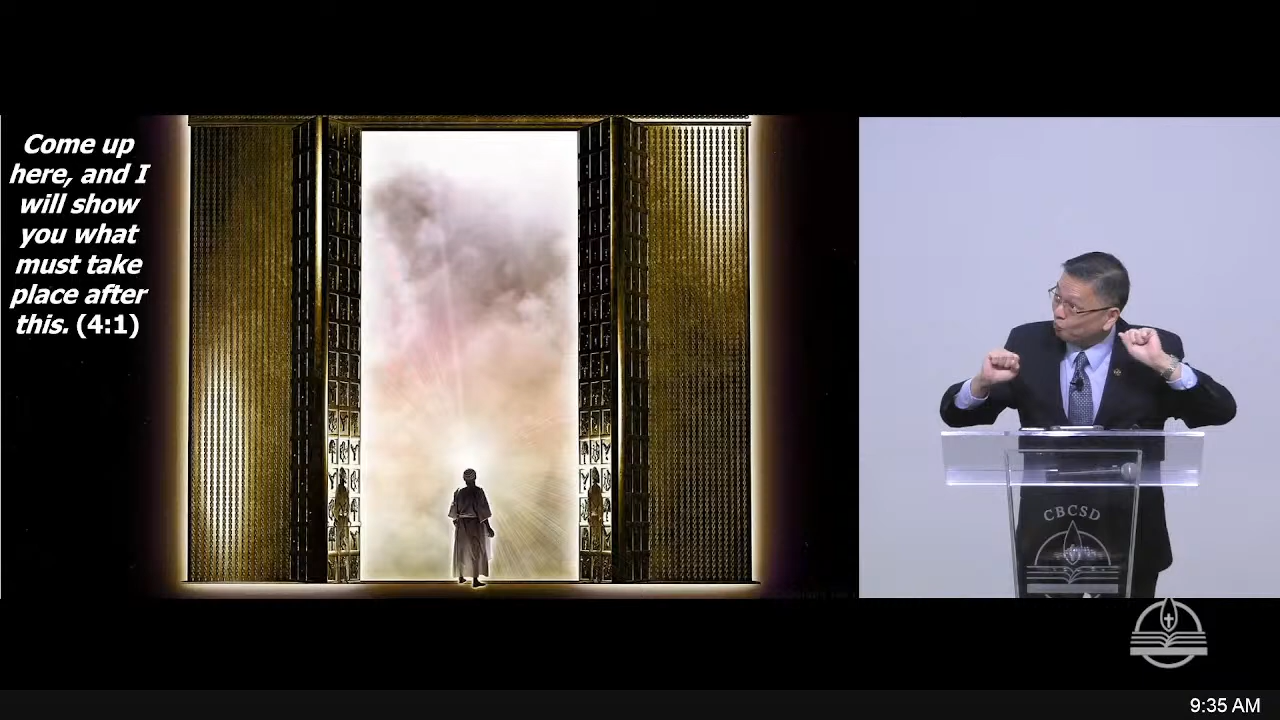 Come up
here, and I
will show
you what
must take
place after
this. (4:1)
CBCSD
9:35 AM